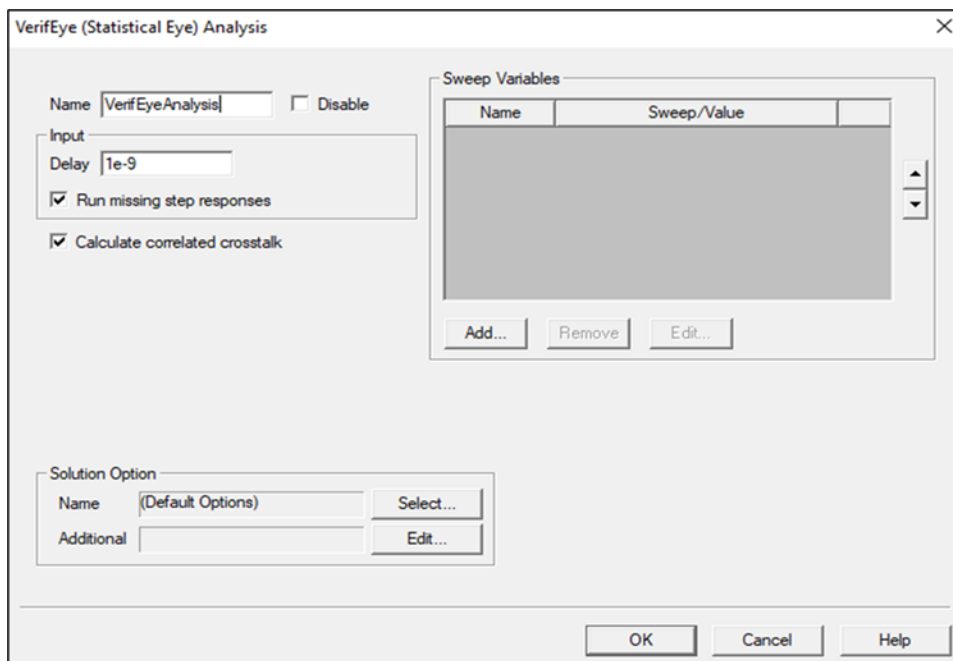 VerifEye (Statistical Eye) Analysis
Name VerifEyeAnalysis Disable
Input
Delay 1e-9
Run missing step responses
Calculate correlated crosstalk
Sweep Variables
Name Sweep/Value
Add... Remove Edit...
Solution Option
Name (Default Options) Select...
Additional Edit...
OK Cancel Help